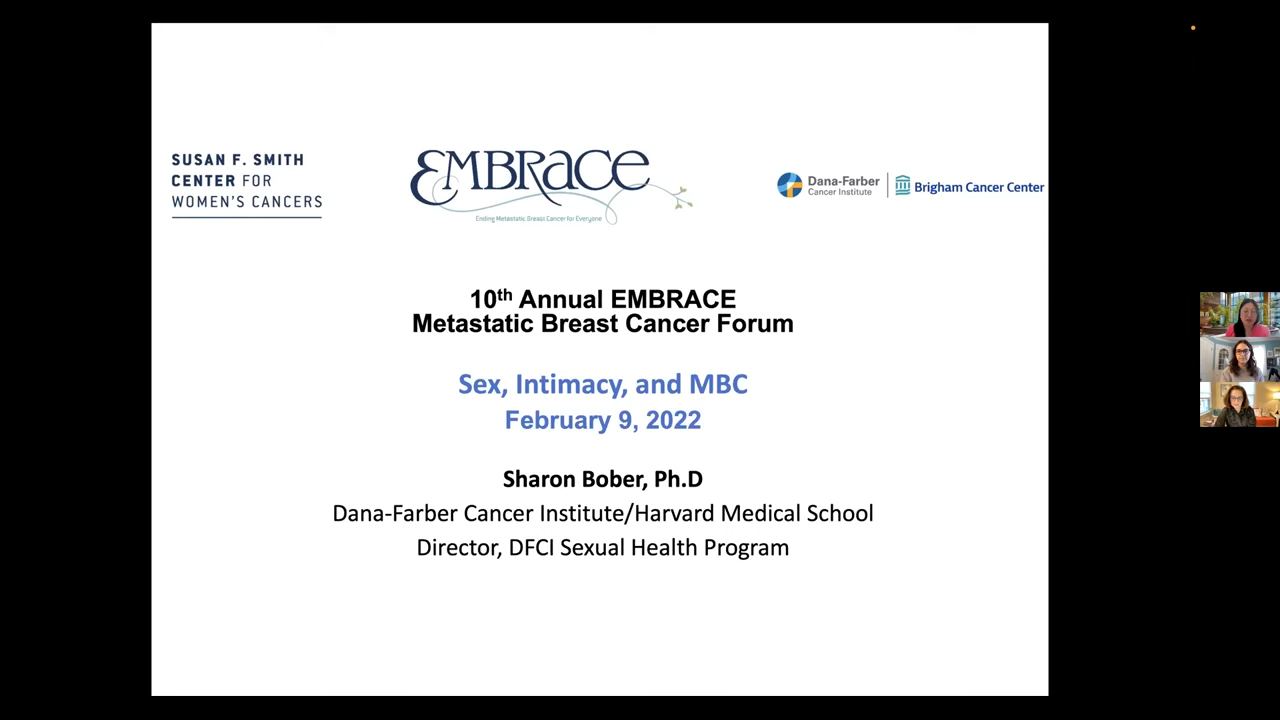 SUSAN F. SMITH
CENTER FOR
WOMEN'S CANCERS
EMBRACE
Ending Metastatic Breast Cancer for Everyone
Dana-Farber
Cancer Institute
Brigham Cancer Center
10th Annual EMBRACE
Metastatic Breast Cancer Forum
Sex, Intimacy, and MBC
February 9, 2022
Sharon Bober, Ph.D
Dana-Farber Cancer Institute/Harvard Medical School
Director, DFCI Sexual Health Program